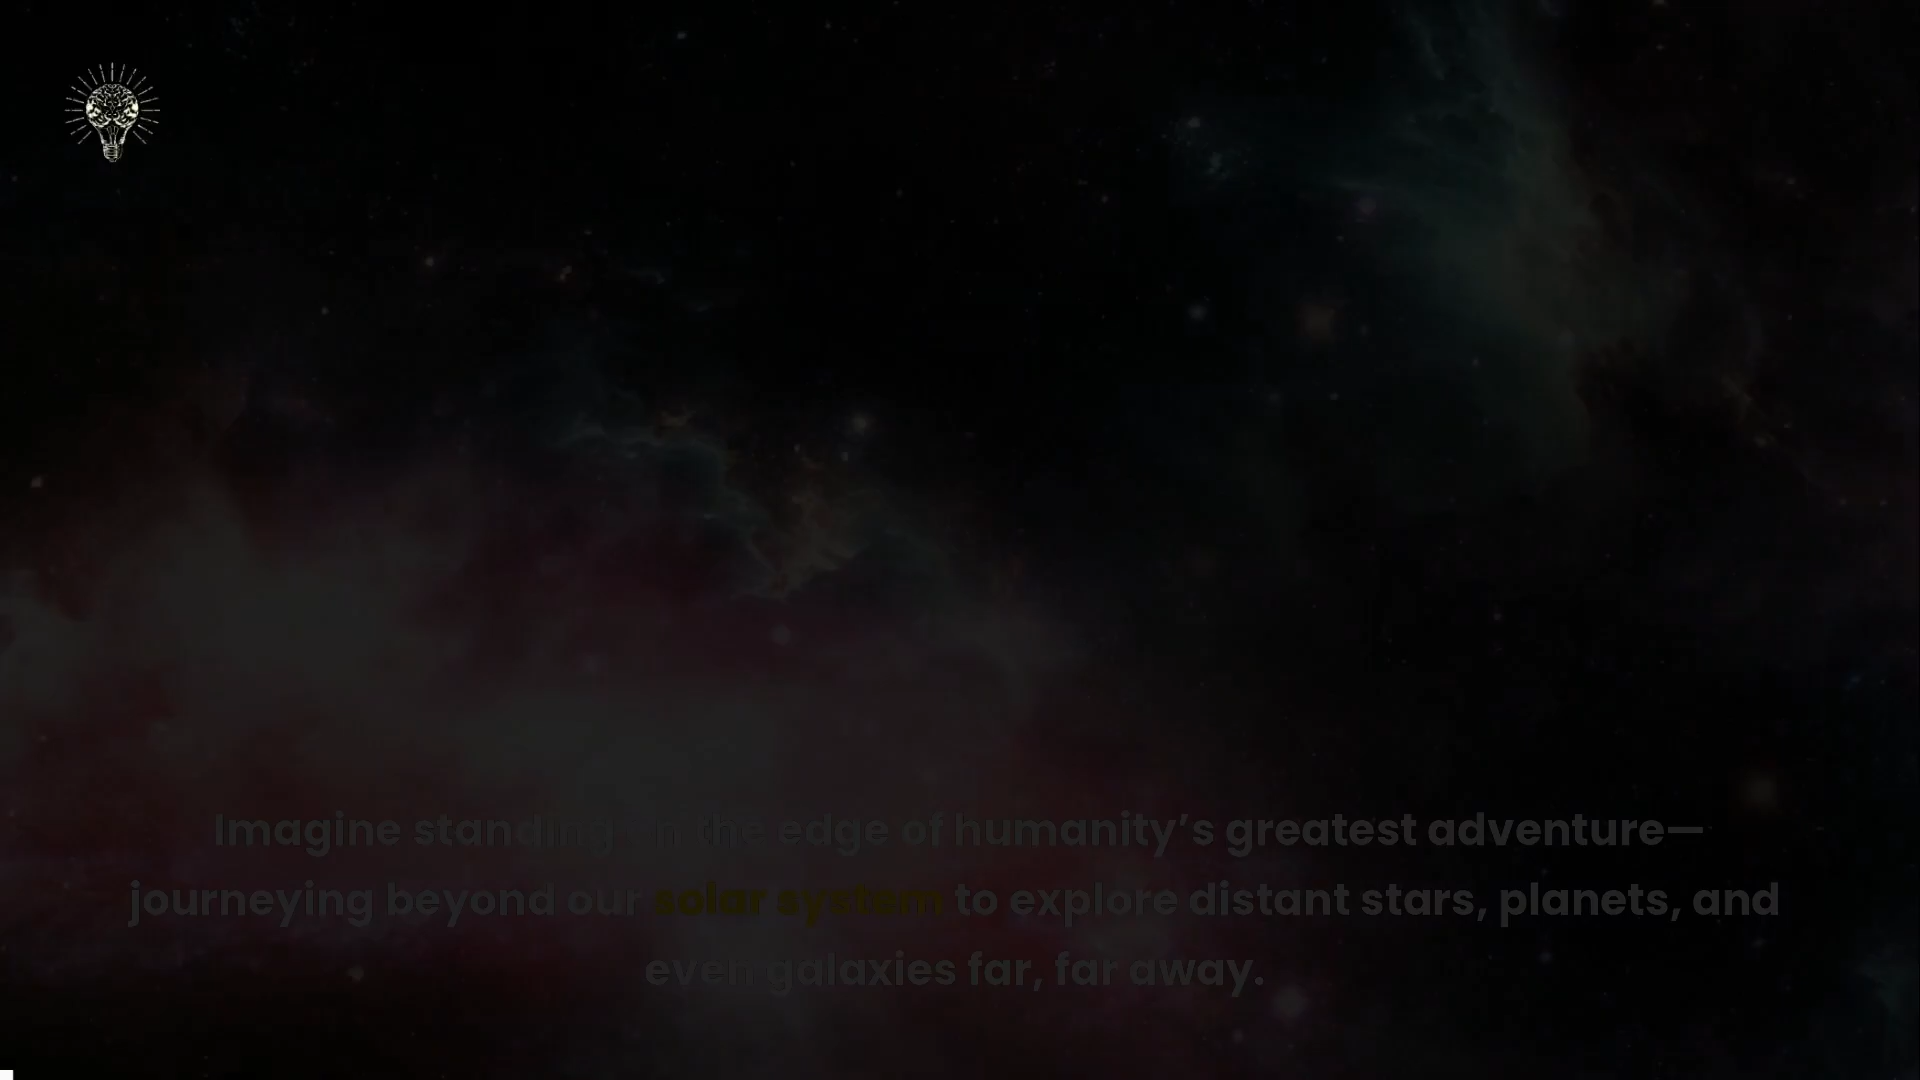 Imagine standing on the edge of humanity’s greatest adventure—
journeying beyond our solar system to explore distant stars, planets, and
even galaxies far, far away.